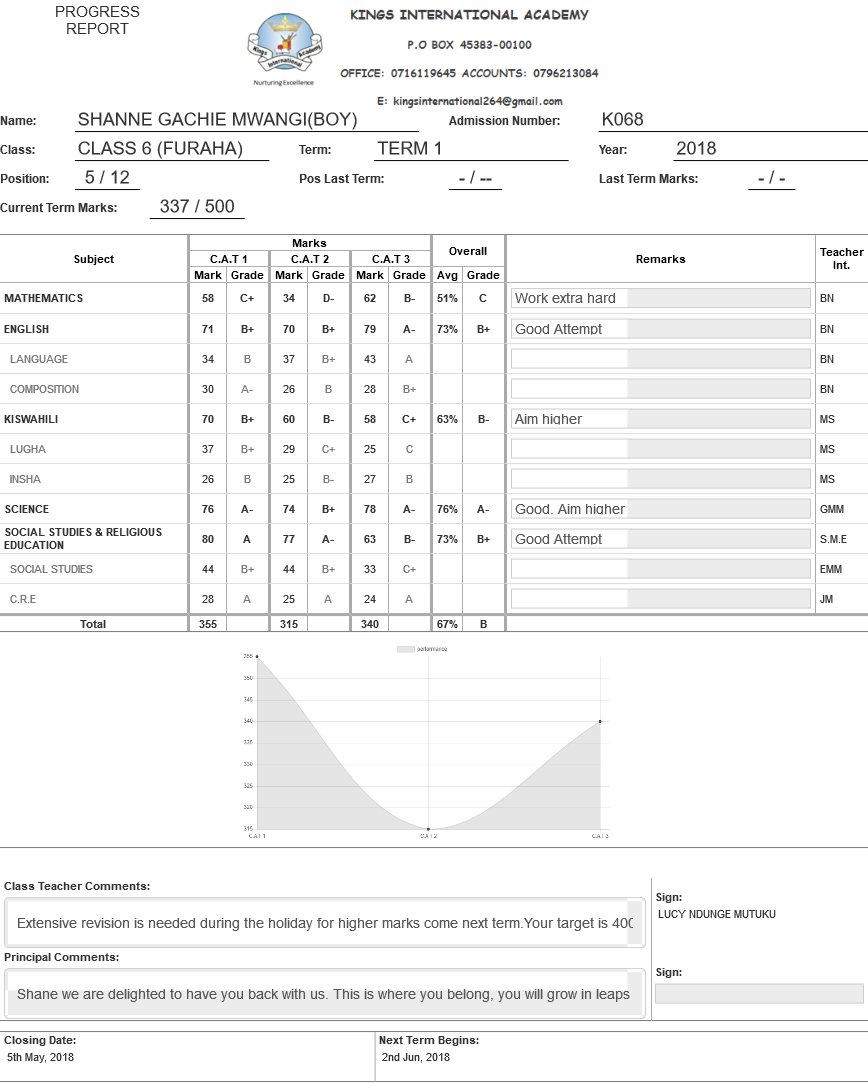 PROGRESS
REPORT
KINGS INTERNATIONAL ACADEMY
P.O BOX 45383-00100
OFFICE: 0716119645 ACCOUNTS: 0796213084
E: kingsinternational264@gmail.com
Kings Academy
International
Nurturing Excellence
Name: SHANNE GACHIE MWANGI(BOY) Admission Number: K068
Class: CLASS 6 (FURAHA) Term: TERM 1 Year: 2018
Position: 5 / 12 Pos Last Term: - / -- Last Term Marks: - / -
Current Term Marks: 337 / 500
Subject Marks Overall Remarks Teacher Int.
C.A.T 1 C.A.T 2 C.A.T 3
Mark Grade Mark Grade Mark Grade Avg Grade
MATHEMATICS 58 C+ 34 D- 62 B- 51% C Work extra hard BN
ENGLISH 71 B+ 70 B+ 79 A- 73% B+ Good Attempt BN
LANGUAGE 34 B 37 B+ 43 A BN
COMPOSITION 30 A- 26 B 28 B+ BN
KISWAHILI 70 B+ 60 B- 58 C+ 63% B- Aim higher MS
LUGHA 37 B+ 29 C+ 25 C MS
INSHA 26 B 25 B- 27 B MS
SCIENCE 76 A- 74 B+ 78 A- 76% A- Good. Aim higher GMM
SOCIAL STUDIES & RELIGIOUS
EDUCATION 80 A 77 A- 63 B- 73% B+ Good Attempt S.M.E
SOCIAL STUDIES 44 B+ 44 B+ 33 C+ EMM
C.R.E 28 A 25 A 24 A JM
Total 355 315 340 67% B
performance
355
350
345
340
335
330
325
320
315
C.A.T 1 C.A.T 2 C.A.T 3
Class Teacher Comments:
Extensive revision is needed during the holiday for higher marks come next term.Your target is 400
Sign:
LUCY NDUNGE MUTUKU
Principal Comments:
Shane we are delighted to have you back with us. This is where you belong, you will grow in leaps
Sign:
Closing Date: Next Term Begins:
5th May, 2018 2nd Jun, 2018